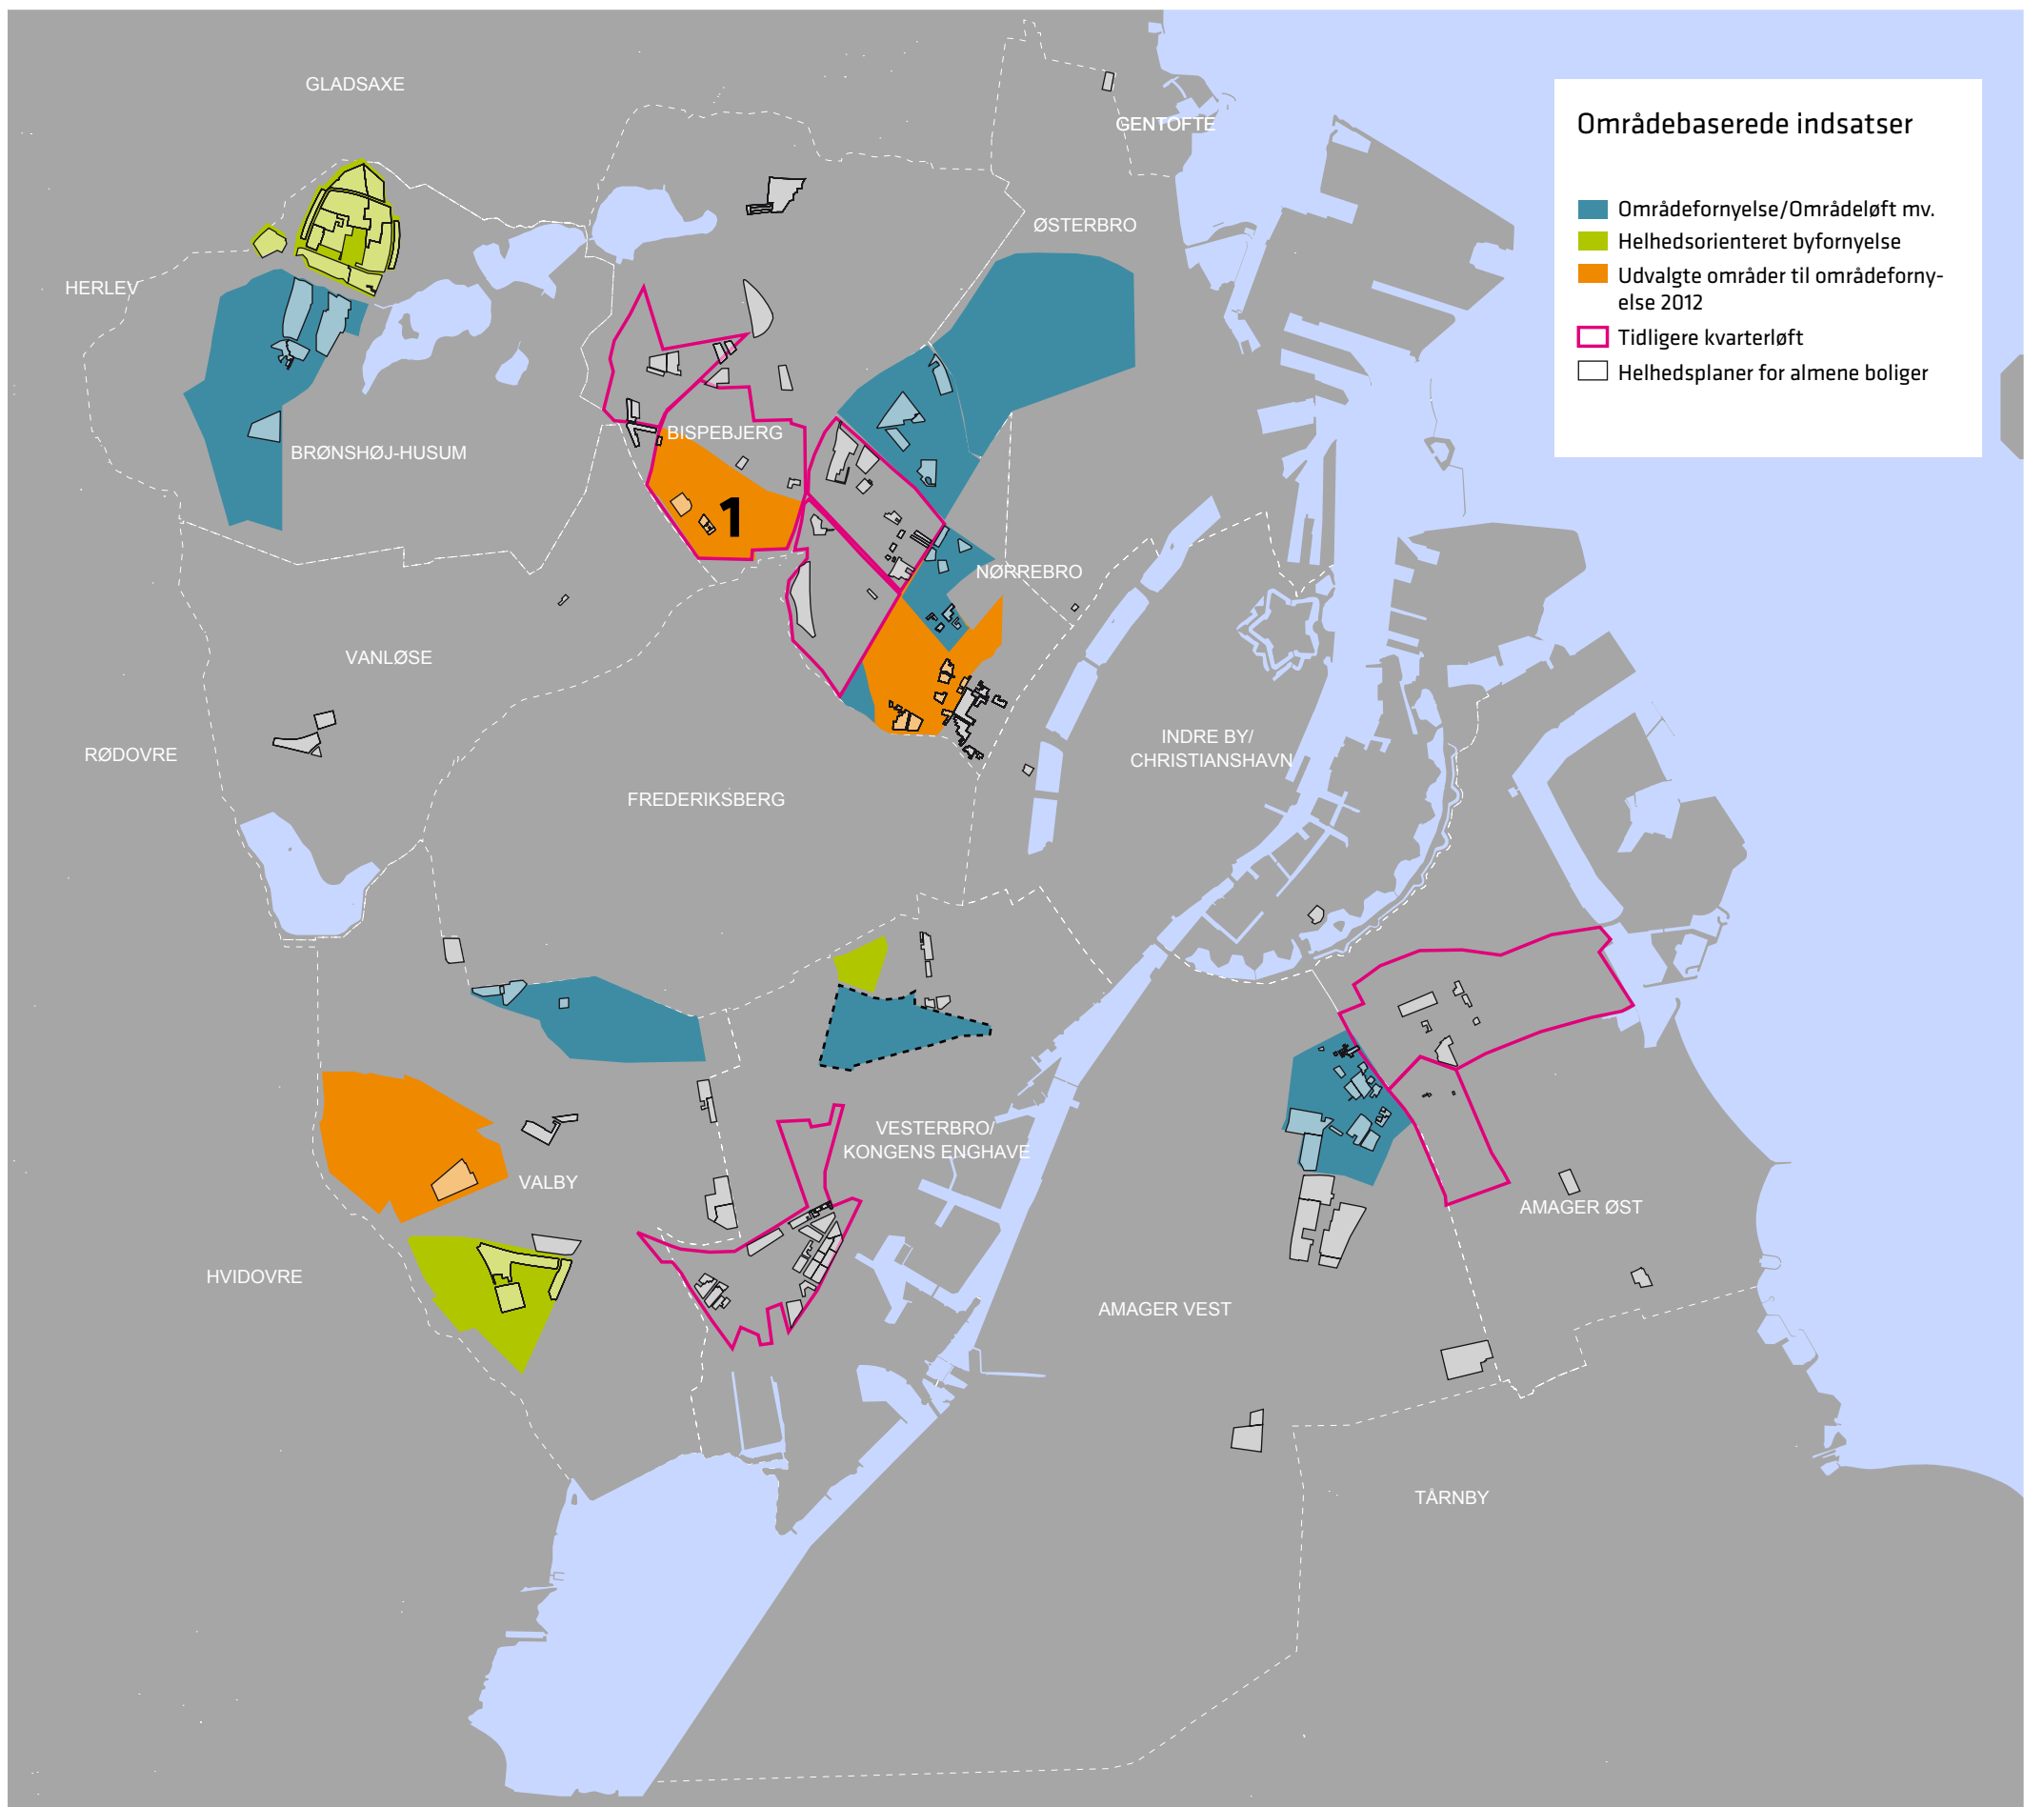 GLADSAXE
GENTOFTE
Områdebaserede indsatser
Områdefornyelse/Områdeløft mv.
Helhedsorienteret byfornyelse
Udvalgte områder til områdeforny-
else 2012
Tidligere kvarterløft
Helhedsplaner for almene boliger
ØSTERBRO
HERLEV
BISPEBJERG
BRØNSHØJ-HUSUM
1
NØRREBRO
VANLØSE
RØDOVRE
INDRE BY/
CHRISTIANSHAVN
FREDERIKSBERG
VESTERBRO/
KONGENS ENGHAVE
VALBY
AMAGER ØST
HVIDOVRE
AMAGER VEST
TÅRNBY